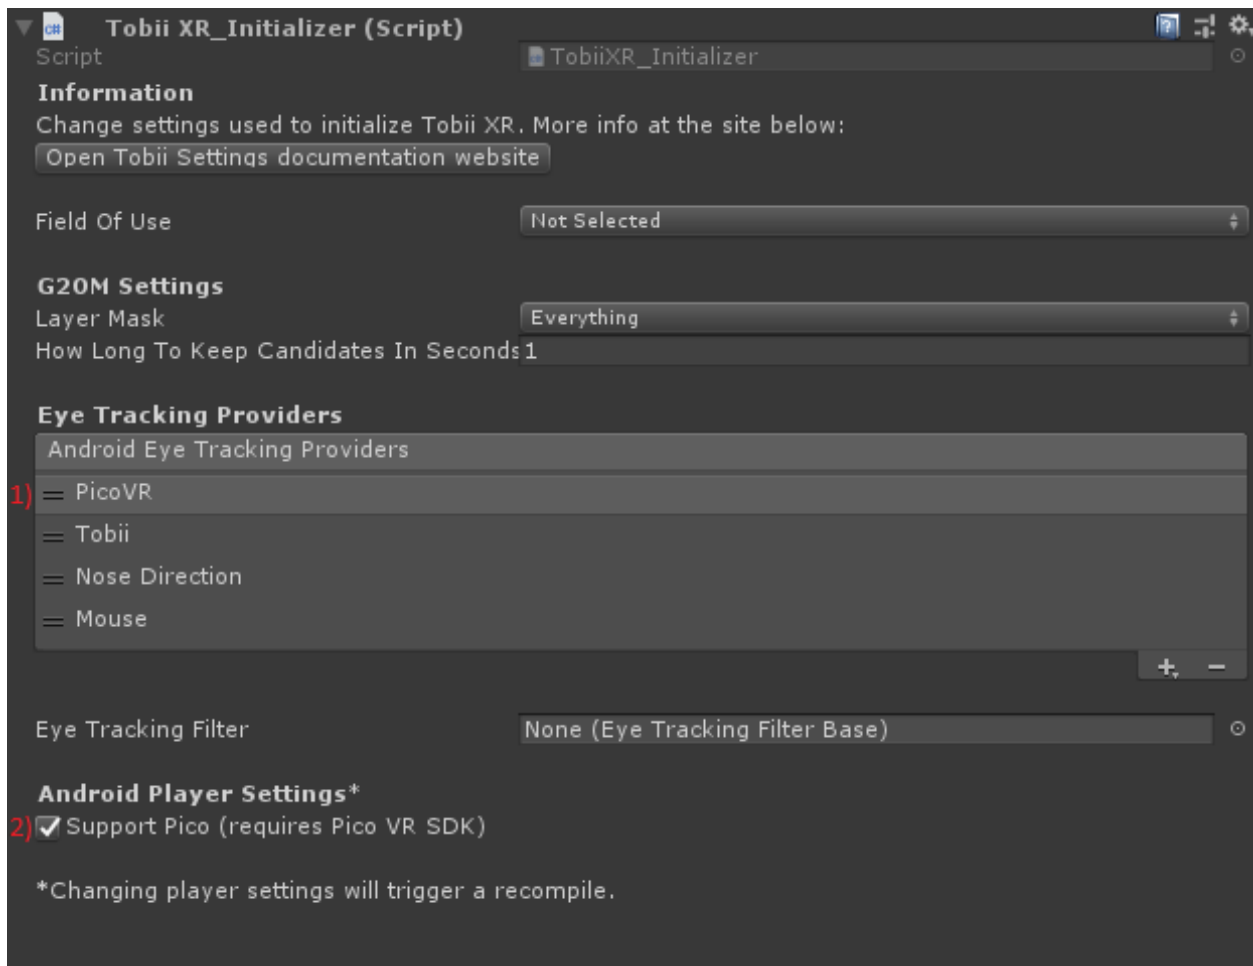 Tobii XR_Initializer (Script)
Script TobiiXR_Initializer
Information
Change settings used to initialize Tobii XR. More info at the site below:
Open Tobii Settings documentation website
Field Of Use Not Selected
G2OM Settings
Layer Mask Everything
How Long To Keep Candidates In Seconds 1
Eye Tracking Providers
Android Eye Tracking Providers
1) = PicoVR
= Tobii
= Nose Direction
= Mouse
+ −
Eye Tracking Filter None (Eye Tracking Filter Base)
Android Player Settings*
2) Support Pico (requires Pico VR SDK)
*Changing player settings will trigger a recompile.